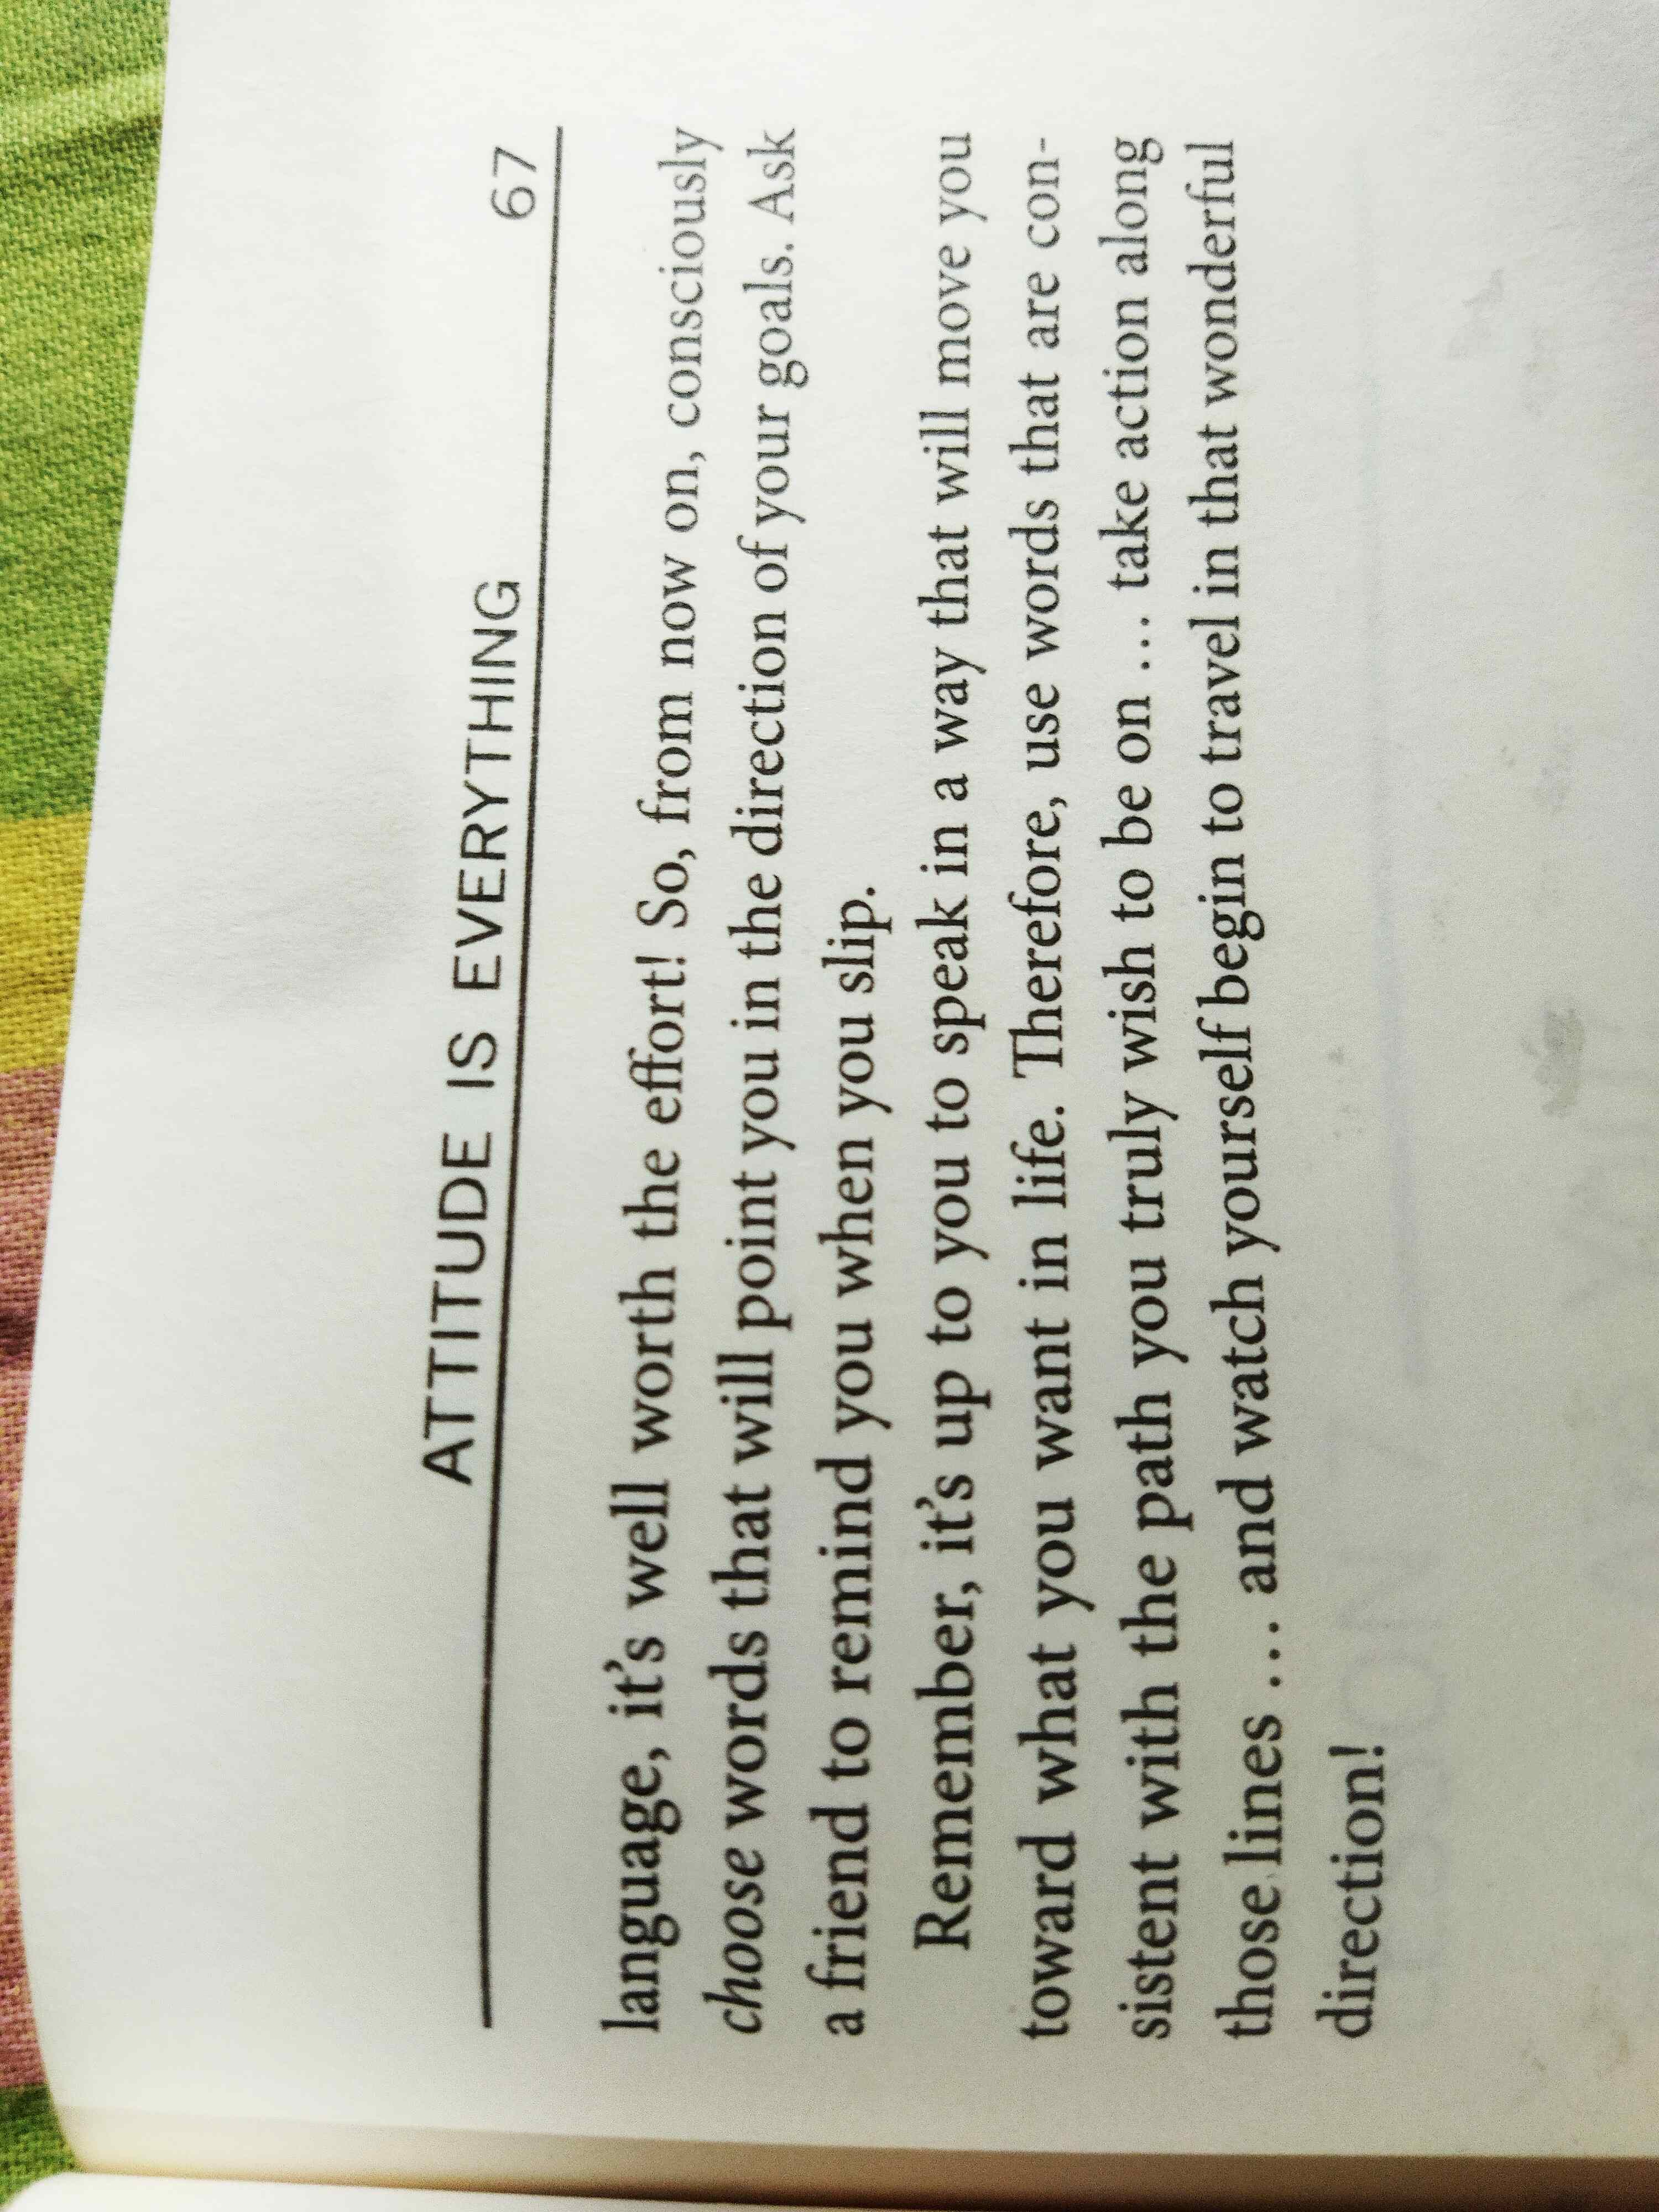 ATTITUDE IS EVERYTHING 67
language, it's well worth the effort! So, from now on, consciously
choose words that will point you in the direction of your goals. Ask
a friend to remind you when you slip.
Remember, it's up to you to speak in a way that will move you
toward what you want in life. Therefore, use words that are con-
sistent with the path you truly wish to be on ... take action along
those lines ... and watch yourself begin to travel in that wonderful
direction!